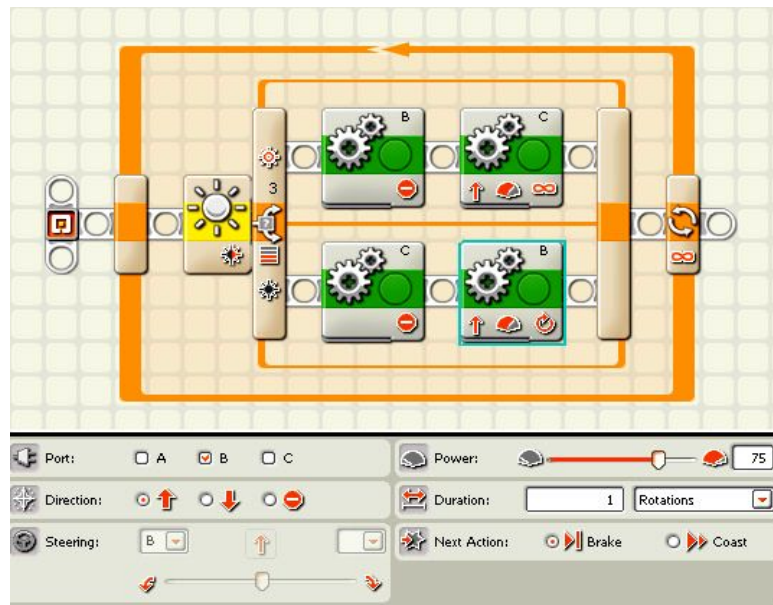 B
C
3
C
B
Port: A B C
Power: 75
Direction:
Duration: 1 Rotations
Steering: B
Next Action: Brake Coast